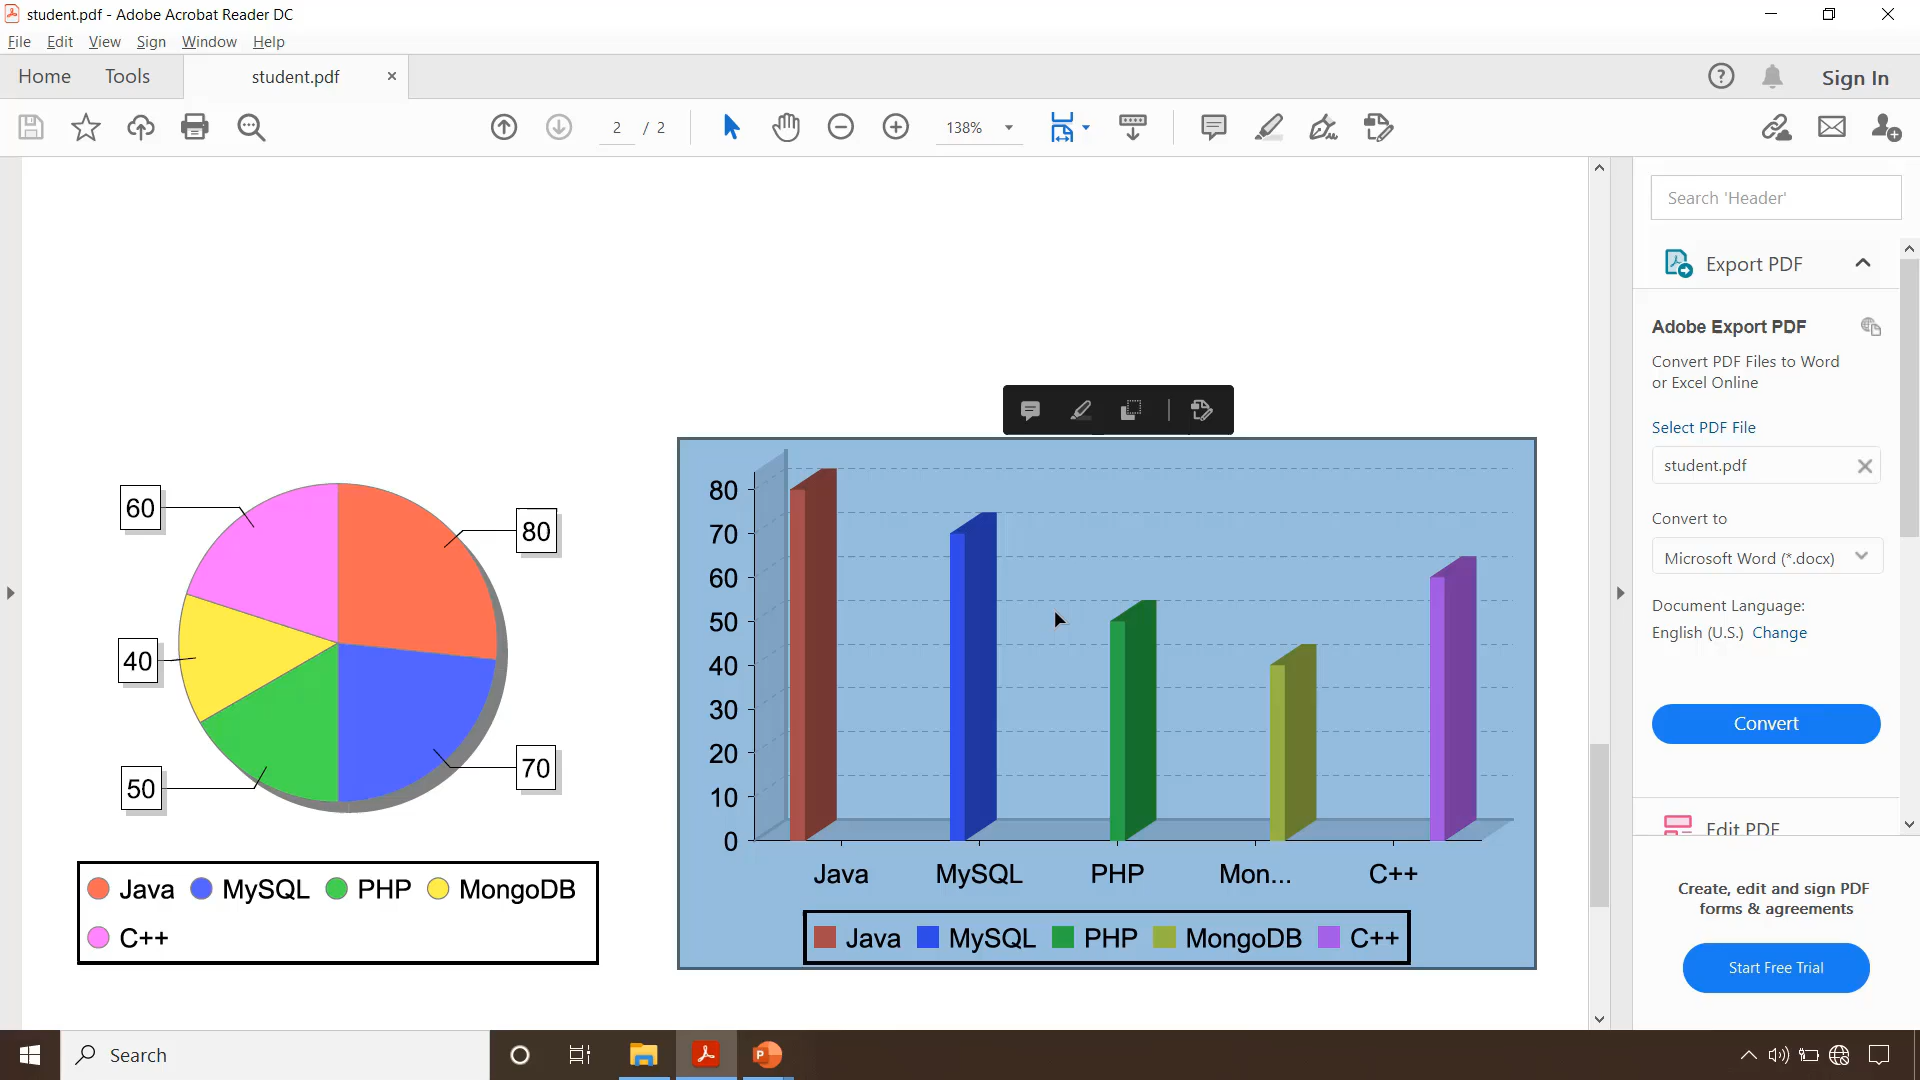 student.pdf - Adobe Acrobat Reader DC
File Edit View Sign Window Help
Home Tools student.pdf × Sign In
2 / 2 138%
Search 'Header'
Export PDF
Adobe Export PDF
Convert PDF Files to Word
or Excel Online
Select PDF File
student.pdf
Convert to
Microsoft Word (*.docx)
Document Language:
English (U.S.) Change
Convert
Edit PDF
Create, edit and sign PDF
forms & agreements
Start Free Trial
60
80
40
70
50
Java MySQL PHP MongoDB
C++
80
70
60
50
40
30
20
10
0
Java MySQL PHP Mon... C++
Java MySQL PHP MongoDB C++
Search